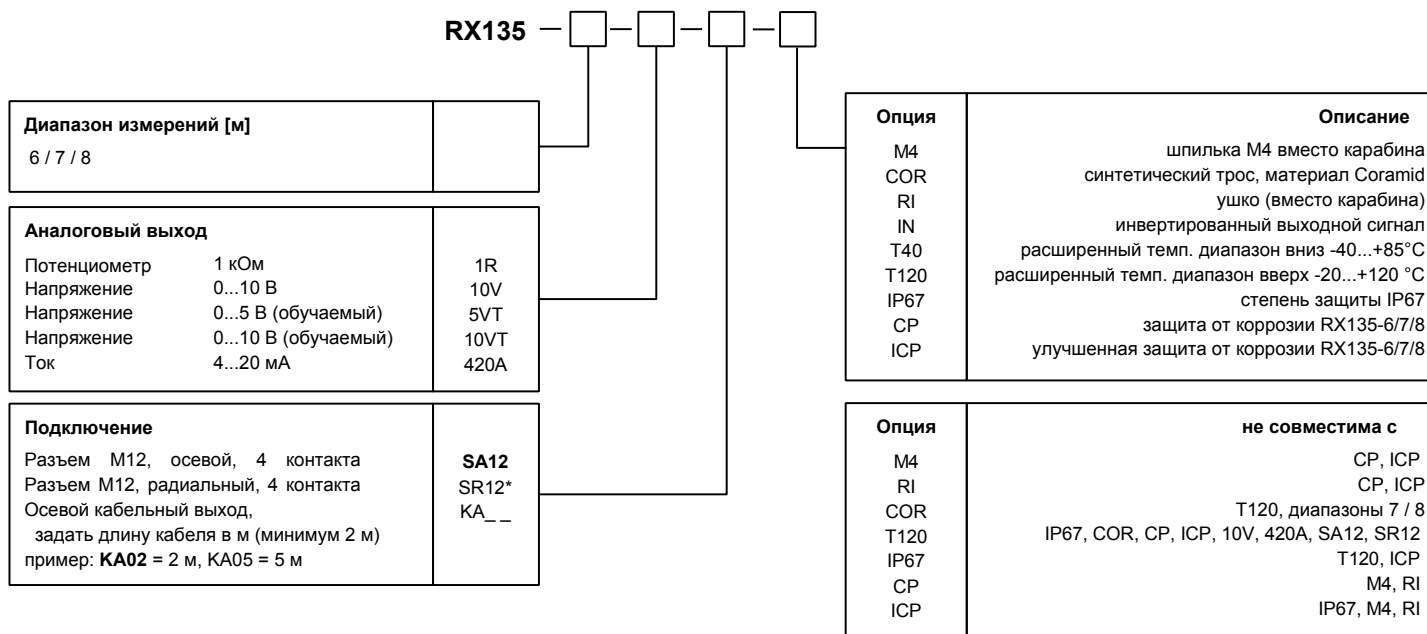 RX135
Диапазон измерений [м]
6 / 7 / 8
Аналоговый выход
Потенциометр 1 кОм 1R
Напряжение 0...10 В 10V
Напряжение 0...5 В (обучаемый) 5VT
Напряжение 0...10 В (обучаемый) 10VT
Ток 4...20 мА 420A
Подключение
Разъем M12, осевой, 4 контакта SA12
Разъем M12, радиальный, 4 контакта SR12*
Осевой кабельный выход, KA_ _
задать длину кабеля в м (минимум 2 м)
пример: KA02 = 2 м, KA05 = 5 м
Опция Описание
M4 шпилька M4 вместо карабина
COR синтетический трос, материал Coramid
RI ушко (вместо карабина)
IN инвертированный выходной сигнал
T40 расширенный темп. диапазон вниз -40...+85°C
T120 расширенный темп. диапазон вверх -20...+120 °C
IP67 степень защиты IP67
CP защита от коррозии RX135-6/7/8
ICP улучшенная защита от коррозии RX135-6/7/8
Опция не совместима с
M4 CP, ICP
RI CP, ICP
COR T120, диапазоны 7 / 8
T120 IP67, COR, CP, ICP, 10V, 420A, SA12, SR12
IP67 T120, ICP
CP M4, RI
ICP IP67, M4, RI